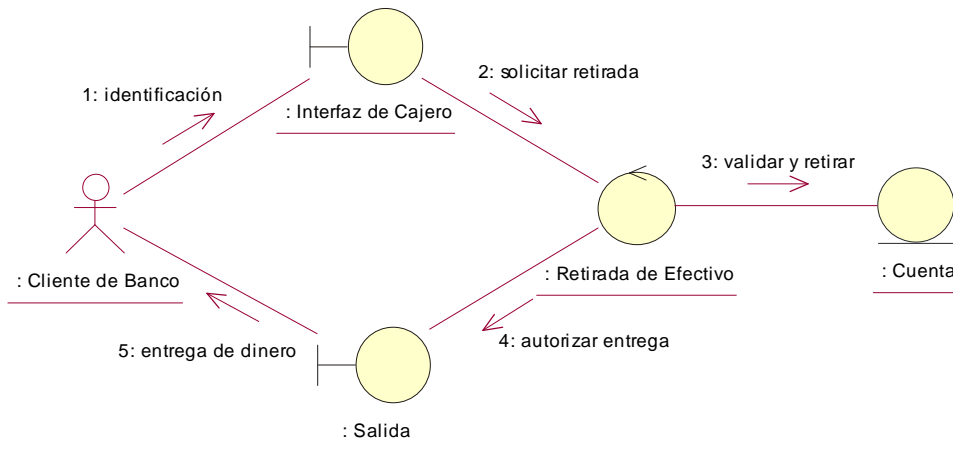 1: identificación
2: solicitar retirada
: Interfaz de Cajero
3: validar y retirar
: Cliente de Banco
: Retirada de Efectivo
: Cuenta
5: entrega de dinero
4: autorizar entrega
: Salida